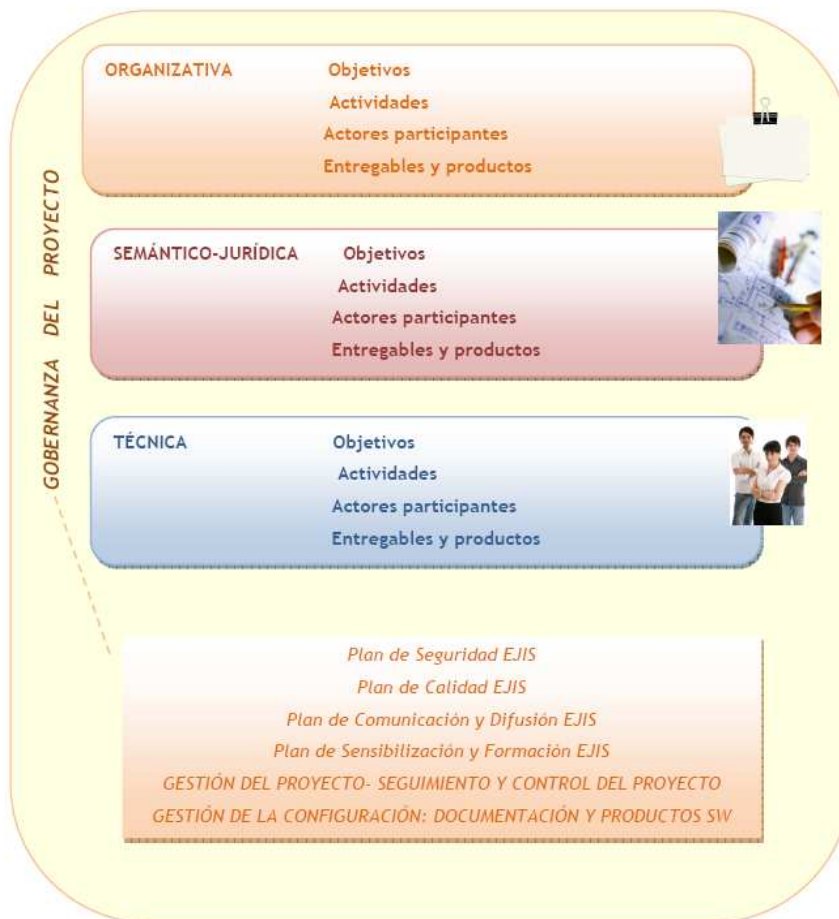 ORGANIZATIVA Objetivos
Actividades
Actores participantes
Entregables y productos
GOBERNANZA DEL PROYECTO
SEMÁNTICO-JURÍDICA Objetivos
Actividades
Actores participantes
Entregables y productos
TÉCNICA Objetivos
Actividades
Actores participantes
Entregables y productos
Plan de Seguridad EJIS
Plan de Calidad EJIS
Plan de Comunicación y Difusión EJIS
Plan de Sensibilización y Formación EJIS
GESTIÓN DEL PROYECTO- SEGUIMIENTO Y CONTROL DEL PROYECTO
GESTIÓN DE LA CONFIGURACIÓN: DOCUMENTACIÓN Y PRODUCTOS SW